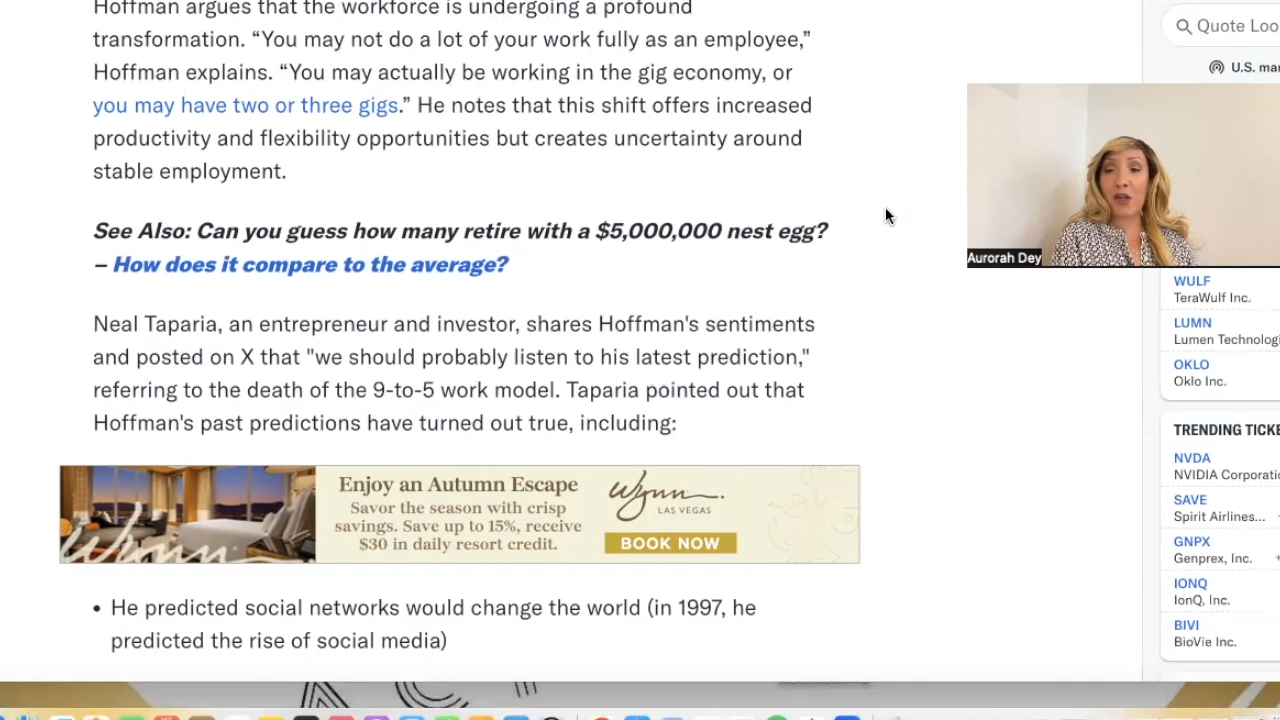 Hoffman argues that the workforce is undergoing a profound
transformation. “You may not do a lot of your work fully as an employee,”
Hoffman explains. “You may actually be working in the gig economy, or
you may have two or three gigs.” He notes that this shift offers increased
productivity and flexibility opportunities but creates uncertainty around
stable employment.
See Also: Can you guess how many retire with a $5,000,000 nest egg?
– How does it compare to the average?
Neal Taparia, an entrepreneur and investor, shares Hoffman's sentiments
and posted on X that "we should probably listen to his latest prediction,"
referring to the death of the 9-to-5 work model. Taparia pointed out that
Hoffman's past predictions have turned out true, including:
Wynn
Enjoy an Autumn Escape
Savor the season with crisp
savings. Save up to 15%, receive
$30 in daily resort credit.
Wynn
LAS VEGAS
BOOK NOW
• He predicted social networks would change the world (in 1997, he
predicted the rise of social media)
Quote Loo
U.S. mar
Aurorah Dey
WULF
TeraWulf Inc.
LUMN
Lumen Technologi
OKLO
Oklo Inc.
TRENDING TICKE
NVDA
NVIDIA Corporati
SAVE
Spirit Airlines...
GNPX
Genprex, Inc.
IONQ
IonQ, Inc.
BIVI
BioVie Inc.